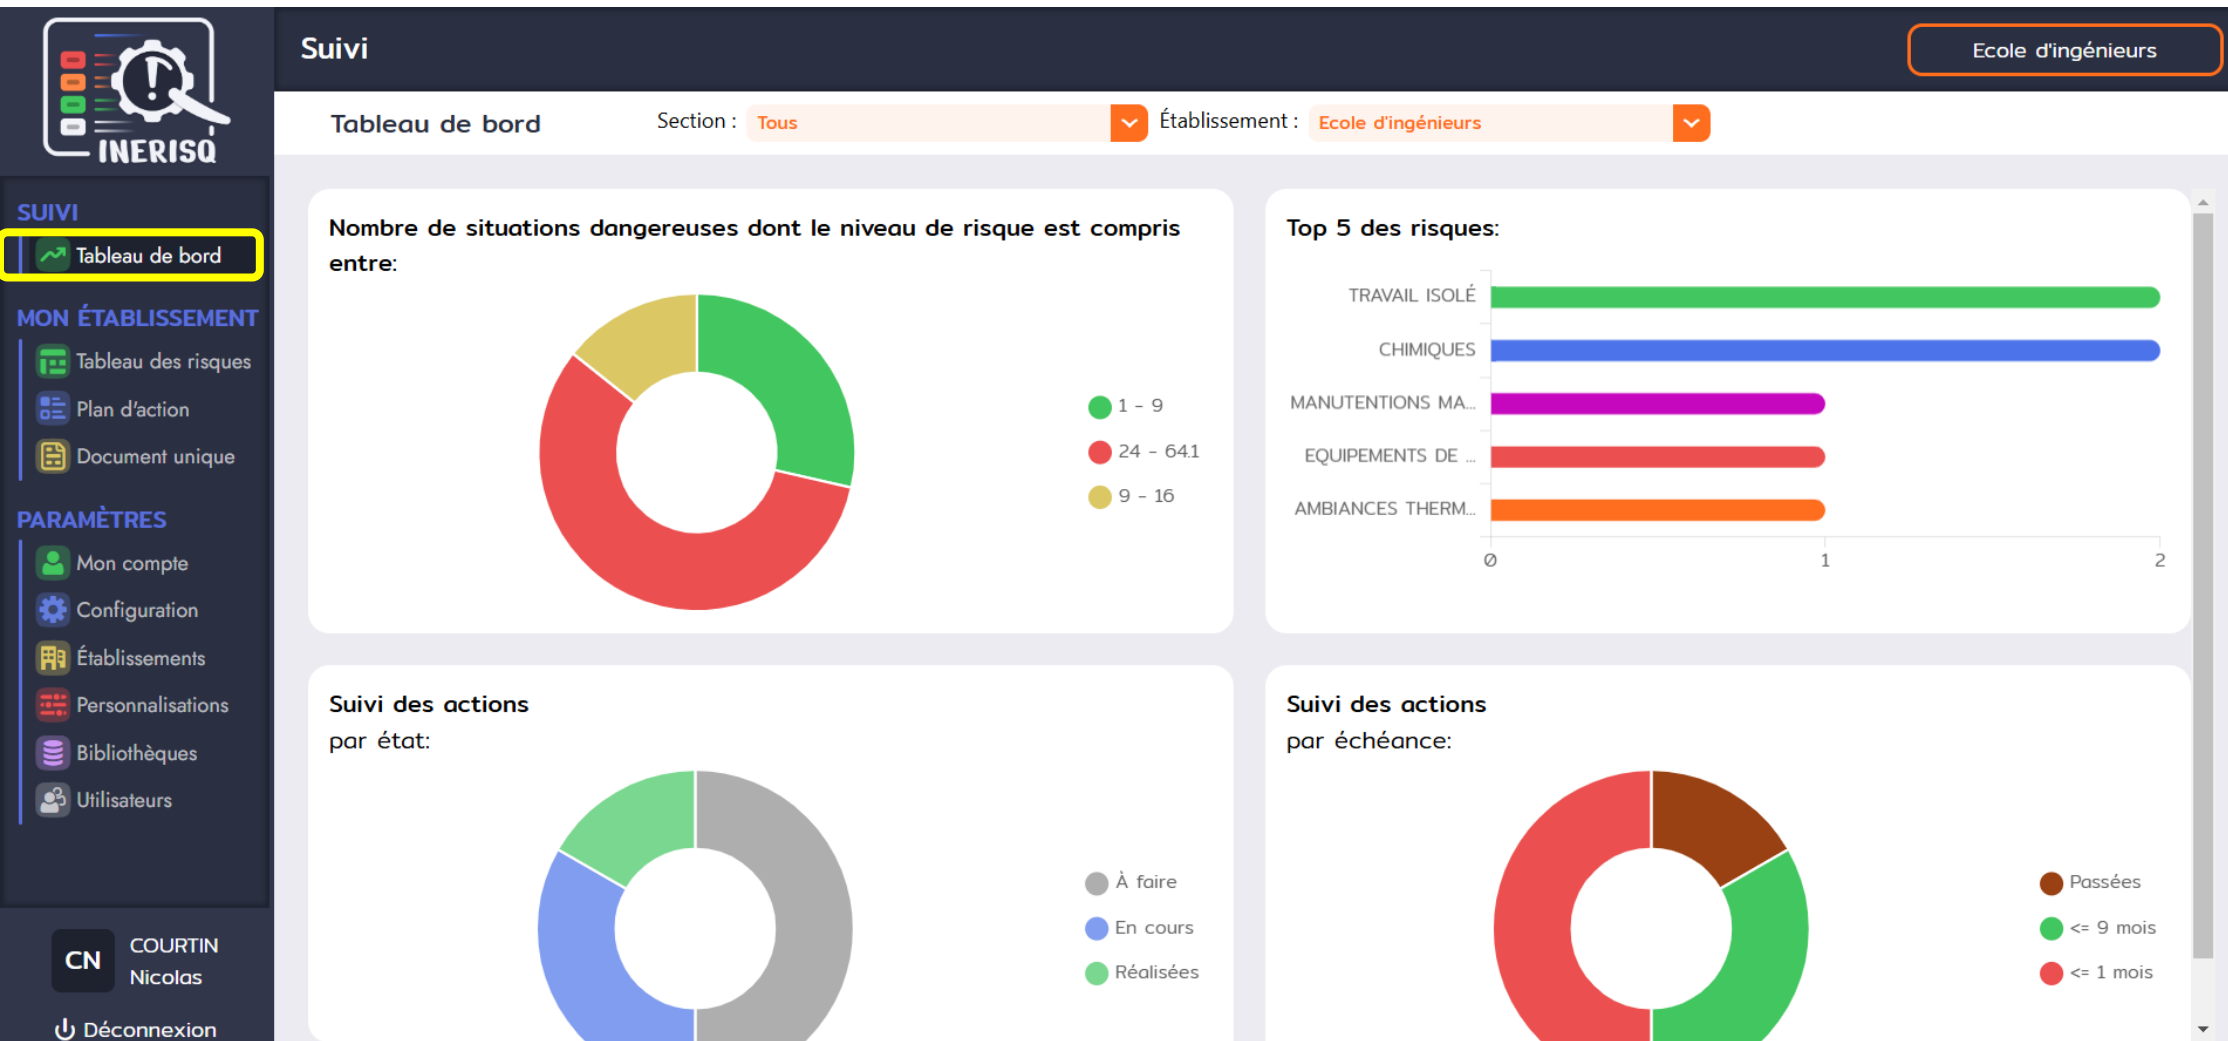 INERISQ
SUIVI
Tableau de bord
MON ÉTABLISSEMENT
Tableau des risques
Plan d'action
Document unique
PARAMÈTRES
Mon compte
Configuration
Établissements
Personnalisations
Bibliothèques
Utilisateurs
CN
COURTIN
Nicolas
Déconnexion
Suivi
Ecole d'ingénieurs
Tableau de bord
Section : Tous
Établissement : Ecole d'ingénieurs
Nombre de situations dangereuses dont le niveau de risque est compris
entre:
1 - 9
24 - 64.1
9 - 16
Top 5 des risques:
TRAVAIL ISOLÉ
CHIMIQUES
MANUTENTIONS MA...
EQUIPEMENTS DE ...
AMBIANCES THERM...
0 1 2
Suivi des actions
par état:
À faire
En cours
Réalisées
Suivi des actions
par échéance:
Passées
<= 9 mois
<= 1 mois